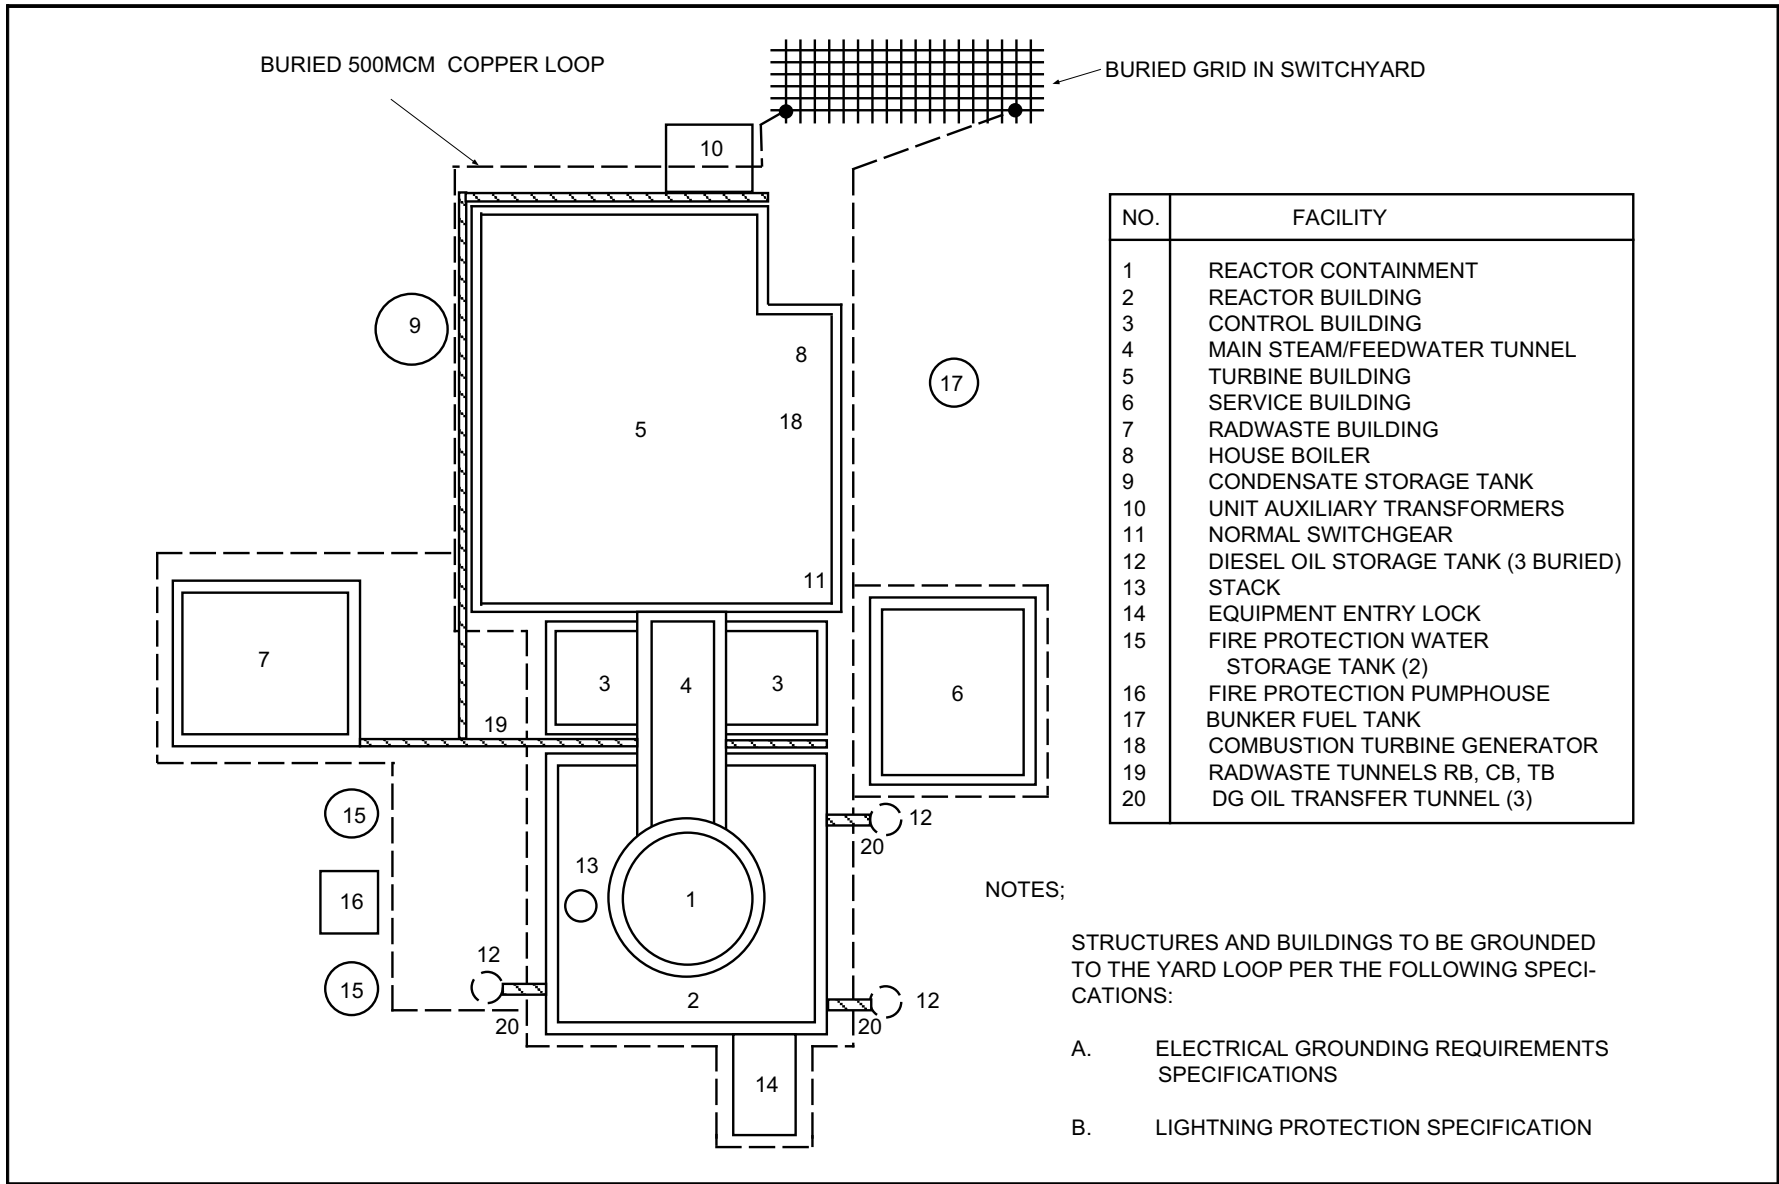 BURIED 500MCM COPPER LOOP
BURIED GRID IN SWITCHYARD
10
9
8
17
18
5
11
7
3
4
3
6
19
15
12
20
13
16
1
12
15
2
12
20
20
14
NO. FACILITY
1 REACTOR CONTAINMENT
2 REACTOR BUILDING
3 CONTROL BUILDING
4 MAIN STEAM/FEEDWATER TUNNEL
5 TURBINE BUILDING
6 SERVICE BUILDING
7 RADWASTE BUILDING
8 HOUSE BOILER
9 CONDENSATE STORAGE TANK
10 UNIT AUXILIARY TRANSFORMERS
11 NORMAL SWITCHGEAR
12 DIESEL OIL STORAGE TANK (3 BURIED)
13 STACK
14 EQUIPMENT ENTRY LOCK
15 FIRE PROTECTION WATER
STORAGE TANK (2)
16 FIRE PROTECTION PUMPHOUSE
17 BUNKER FUEL TANK
18 COMBUSTION TURBINE GENERATOR
19 RADWASTE TUNNELS RB, CB, TB
20 DG OIL TRANSFER TUNNEL (3)
NOTES;
STRUCTURES AND BUILDINGS TO BE GROUNDED
TO THE YARD LOOP PER THE FOLLOWING SPECI-
CATIONS:
A. ELECTRICAL GROUNDING REQUIREMENTS
SPECIFICATIONS
B. LIGHTNING PROTECTION SPECIFICATION